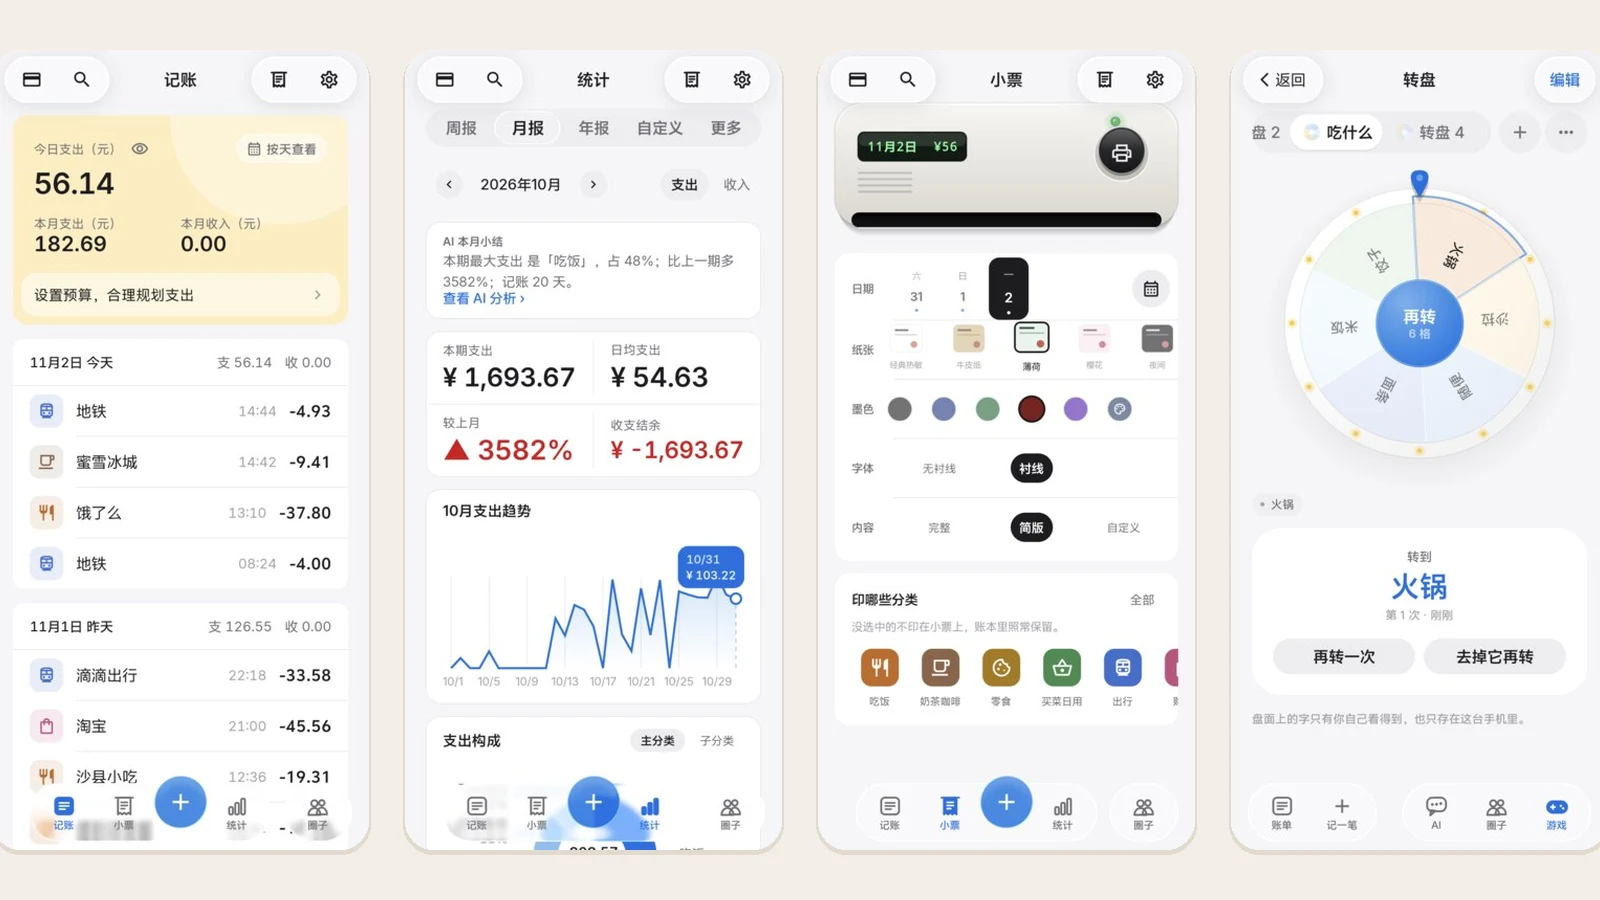 记账
今日支出（元）
按天查看
56.14
本月支出（元）
本月收入（元）
182.69
0.00
设置预算，合理规划支出
11月2日 今天
支 56.14 收 0.00
地铁 14:44 -4.93
蜜雪冰城 14:42 -9.41
饿了么 13:10 -37.80
地铁 08:24 -4.00
11月1日 昨天
支 126.55 收 0.00
滴滴出行 22:18 -33.58
淘宝 21:00 -45.56
沙县小吃 12:36 -19.31
记账 小票 统计 圈子
统计
周报 月报 年报 自定义 更多
2026年10月
支出 收入
AI 本月小结
本期最大支出 是「吃饭」，占 48%；比上一期多
3582%；记账 20 天。
查看 AI 分析 ›
本期支出
日均支出
¥ 1,693.67
¥ 54.63
较上月
收支结余
▲ 3582%
¥ -1,693.67
10月支出趋势
10/31
¥ 103.22
10/1 10/5 10/9 10/13 10/17 10/21 10/25 10/29
支出构成
主分类 子分类
记账 小票 统计 圈子
小票
11月2日 ¥56
日期
六 日 一
31 1 2
纸张
经典热敏 牛皮纸 薄荷 樱花 夜间
墨色
字体 无衬线 衬线
内容 完整 简版 自定义
印哪些分类
全部
没选中的不印在小票上，账本里照常保留。
吃饭 奶茶咖啡 零食 买菜日用 出行
记账 小票 统计 圈子
返回
转盘
编辑
盘 2 吃什么 转盘 4
火锅
沙拉
随便
面条
米饭
饺子
再转
6 格
火锅
转到
火锅
第 1 次 · 刚刚
再转一次 去掉它再转
盘面上的字只有你自己看得到，也只存在这台手机里。
账单 记一笔 AI 圈子 游戏